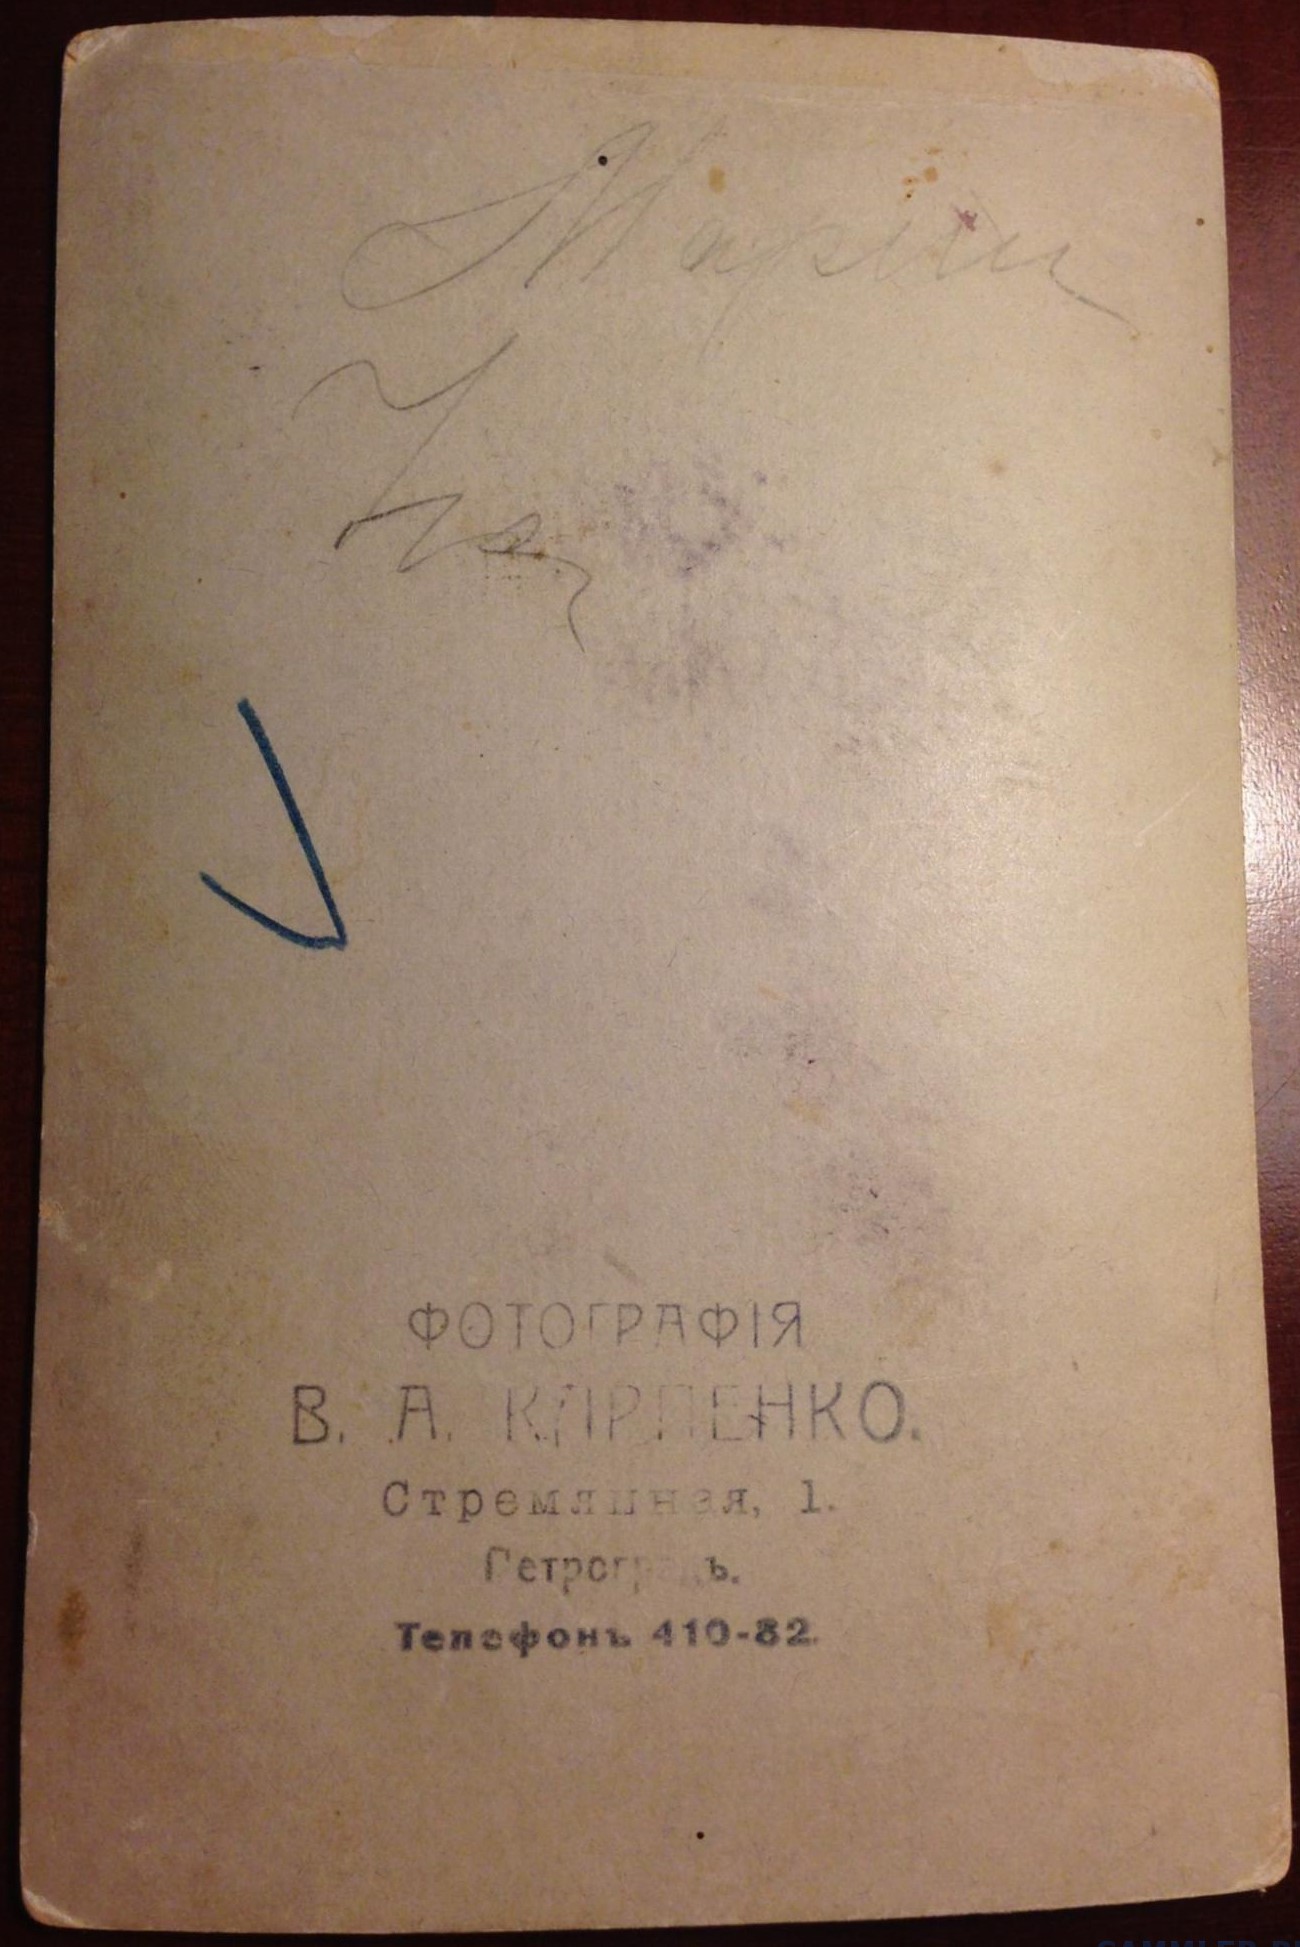 ФОТОГРАФІЯ
В. А. КАРПЕНКО.
Стремянная, 1.
Петроградъ.
Телефонъ 410-82.